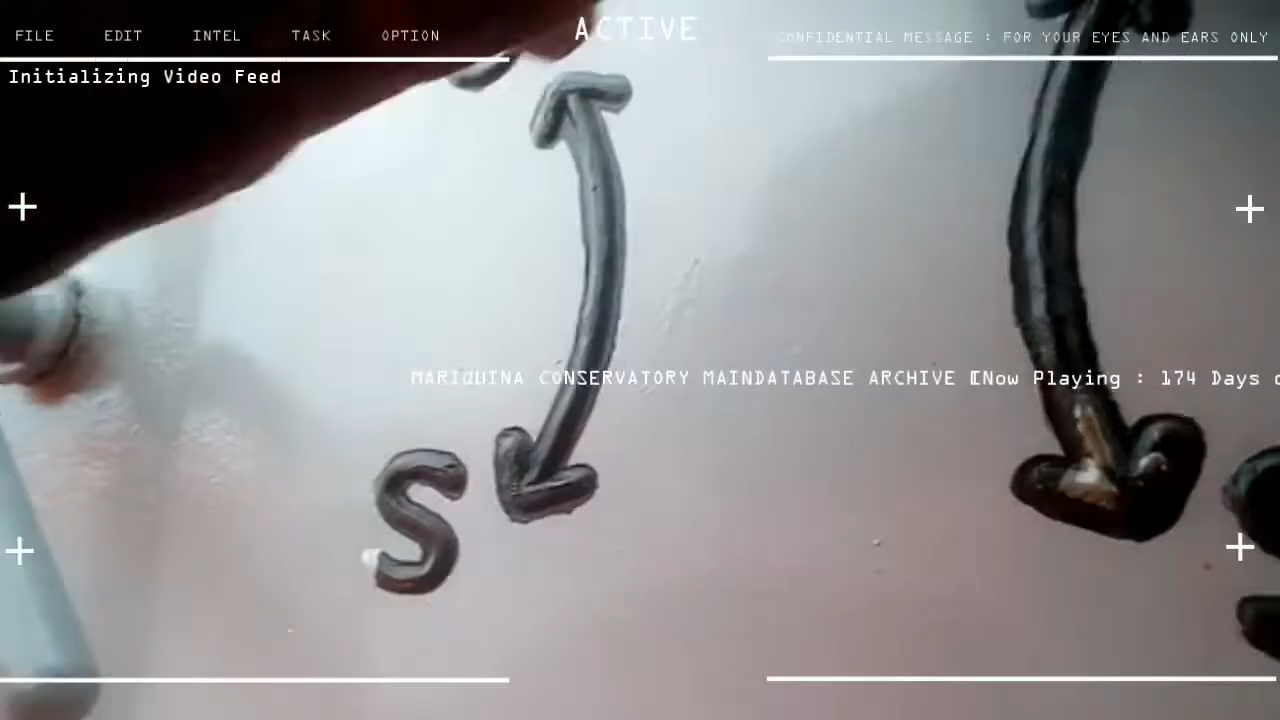 FILE EDIT INTEL TASK OPTION
ACTIVE
CONFIDENTIAL MESSAGE : FOR YOUR EYES AND EARS ONLY
Initializing Video Feed
MARIQUINA CONSERVATORY MAINDATABASE ARCHIVE [Now Playing : 174 Days
S